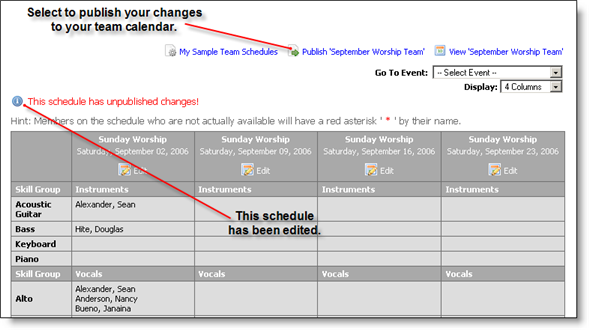 Select to publish your changes
to your team calendar.
My Sample Team Schedules Publish 'September Worship Team' View 'September Worship Team'
Go To Event: -- Select Event --
Display: 4 Columns
This schedule has unpublished changes!
Hint: Members on the schedule who are not actually available will have a red asterisk ' * ' by their name.
Sunday Worship Sunday Worship Sunday Worship Sunday Worship
Saturday, September 02, 2006 Saturday, September 09, 2006 Saturday, September 16, 2006 Saturday, September 23, 2006
Edit Edit Edit Edit
Skill Group Instruments Instruments Instruments Instruments
Acoustic Alexander, Sean
Guitar
Bass Hite, Douglas
This schedule
has been edited.
Keyboard
Piano
Skill Group Vocals Vocals Vocals Vocals
Alexander, Sean
Alto Anderson, Nancy
Bueno, Janaina